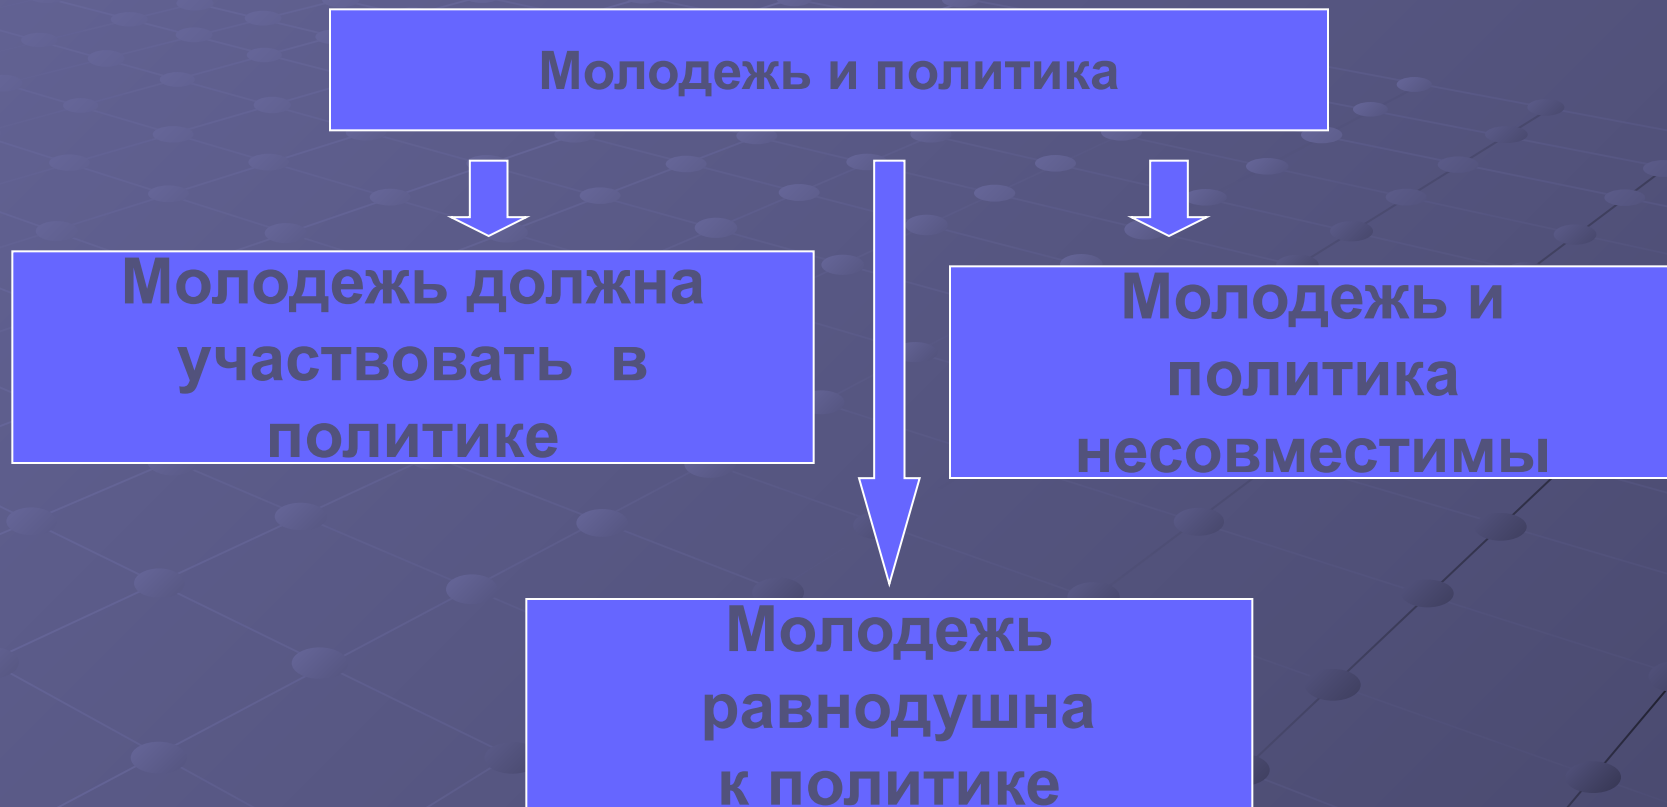 Молодежь и политика
Молодежь должна
участвовать в
политике
Молодежь и
политика
несовместимы
Молодежь
равнодушна
к политике